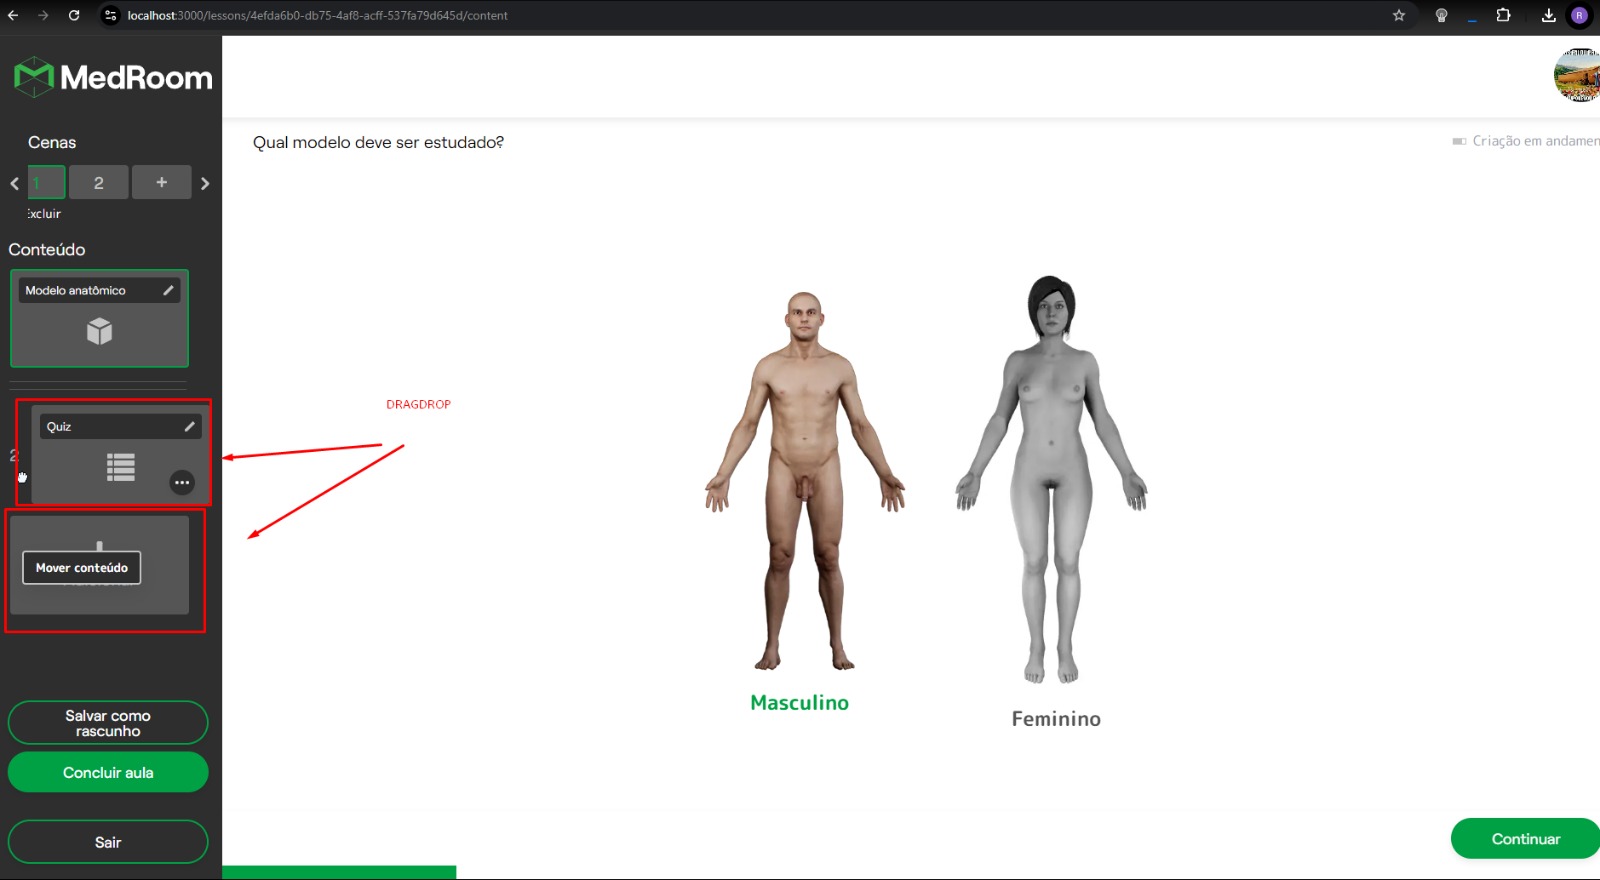 localhost:3000/lessons/4efda6b0-db75-4af8-acff-537fa79d645d/content
R
MedRoom
Cenas
1
2
+
Excluir
Qual modelo deve ser estudado?
Criação em andamen
Conteúdo
Modelo anatômico
DRAGDROP
Quiz
2
Mover conteúdo
Masculino
Feminino
Salvar como
rascunho
Concluir aula
Sair
Continuar